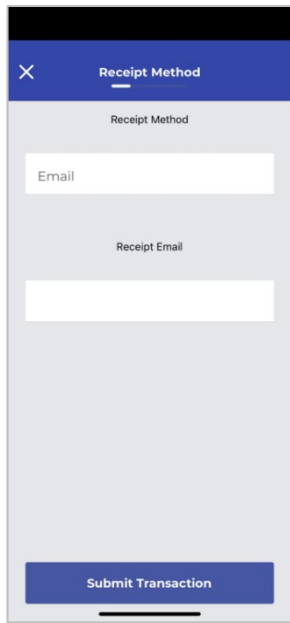 Receipt Method
Receipt Method
Email
Receipt Email
Submit Transaction